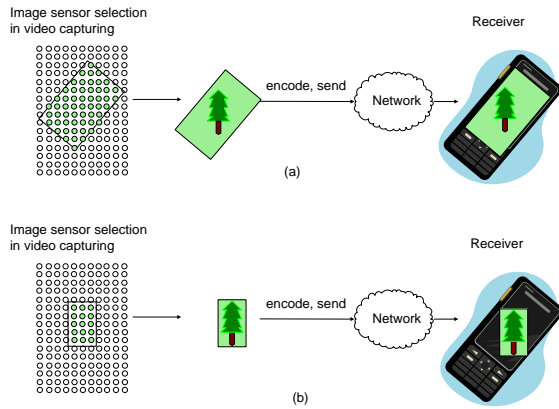 Image sensor selection
in video capturing
Receiver
encode, send
Network
(a)
Image sensor selection
in video capturing
Receiver
encode, send
Network
(b)